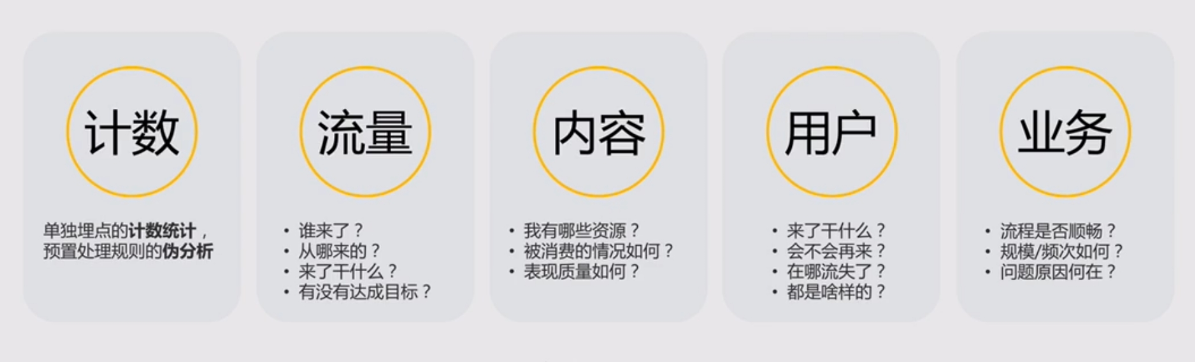 计数
单独埋点的计数统计，
预置处理规则的伪分析
流量
• 谁来了？
• 从哪来的？
• 来了干什么？
• 有没有达成目标？
内容
• 我有哪些资源？
• 被消费的情况如何？
• 表现质量如何？
用户
• 来了干什么？
• 会不会再来？
• 在哪流失了？
• 都是啥样的？
业务
• 流程是否顺畅？
• 规模/频次如何？
• 问题原因何在？